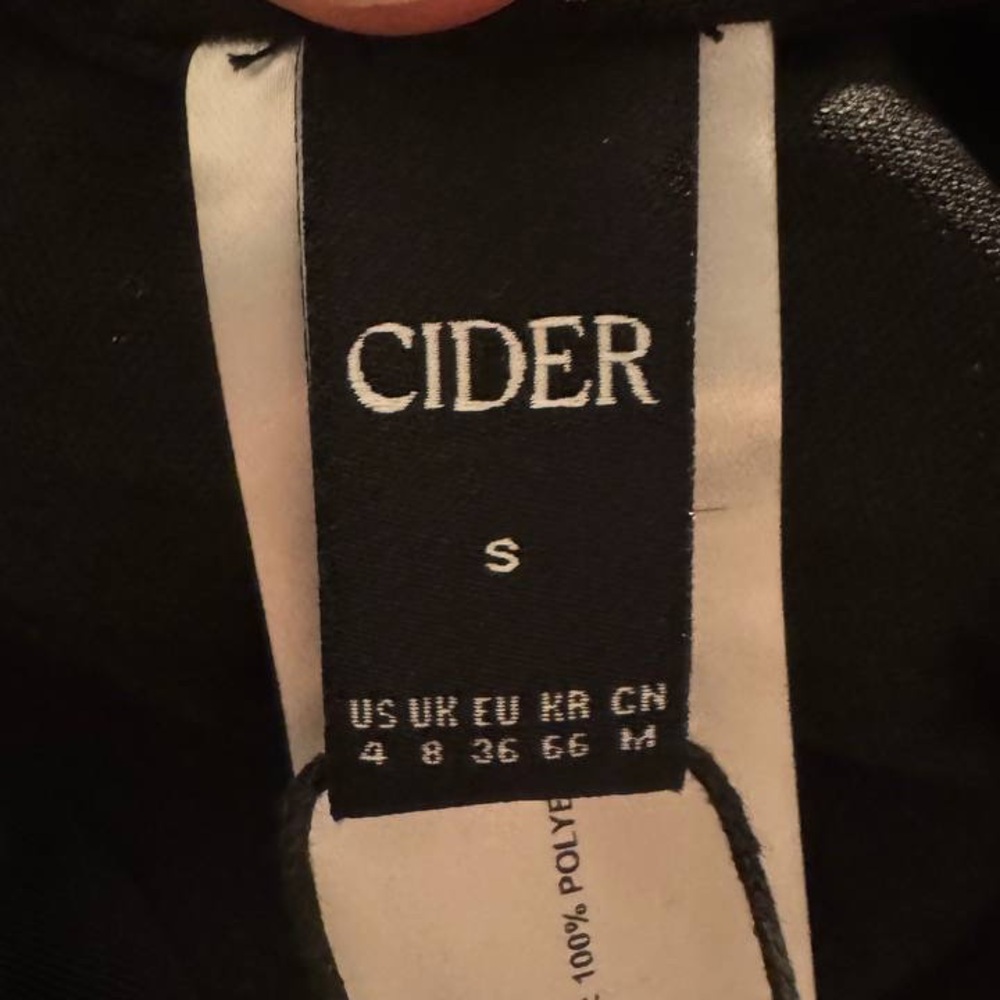 CIDER
S
US UK EU KR CN
4 8 36 66 M
100% POLYE